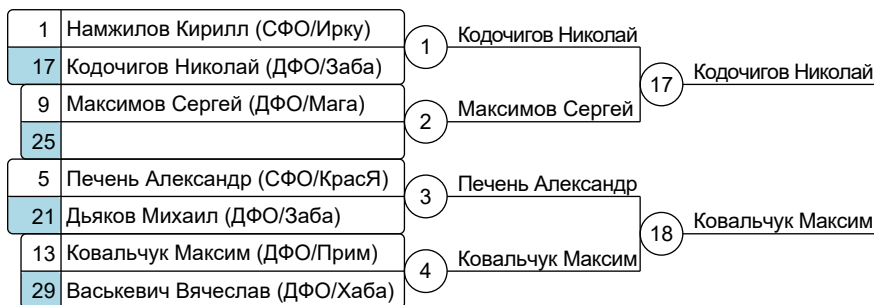 1 Намжилов Кирилл (СФО/Ирку)
17 Кодочигов Николай (ДФО/Заба)
1
Кодочигов Николай
9 Максимов Сергей (ДФО/Мага)
25
2
Максимов Сергей
17
Кодочигов Николай
5 Печень Александр (СФО/КрасЯ)
21 Дьяков Михаил (ДФО/Заба)
3
Печень Александр
13 Ковальчук Максим (ДФО/Прим)
29 Васькевич Вячеслав (ДФО/Хаба)
4
Ковальчук Максим
18
Ковальчук Максим